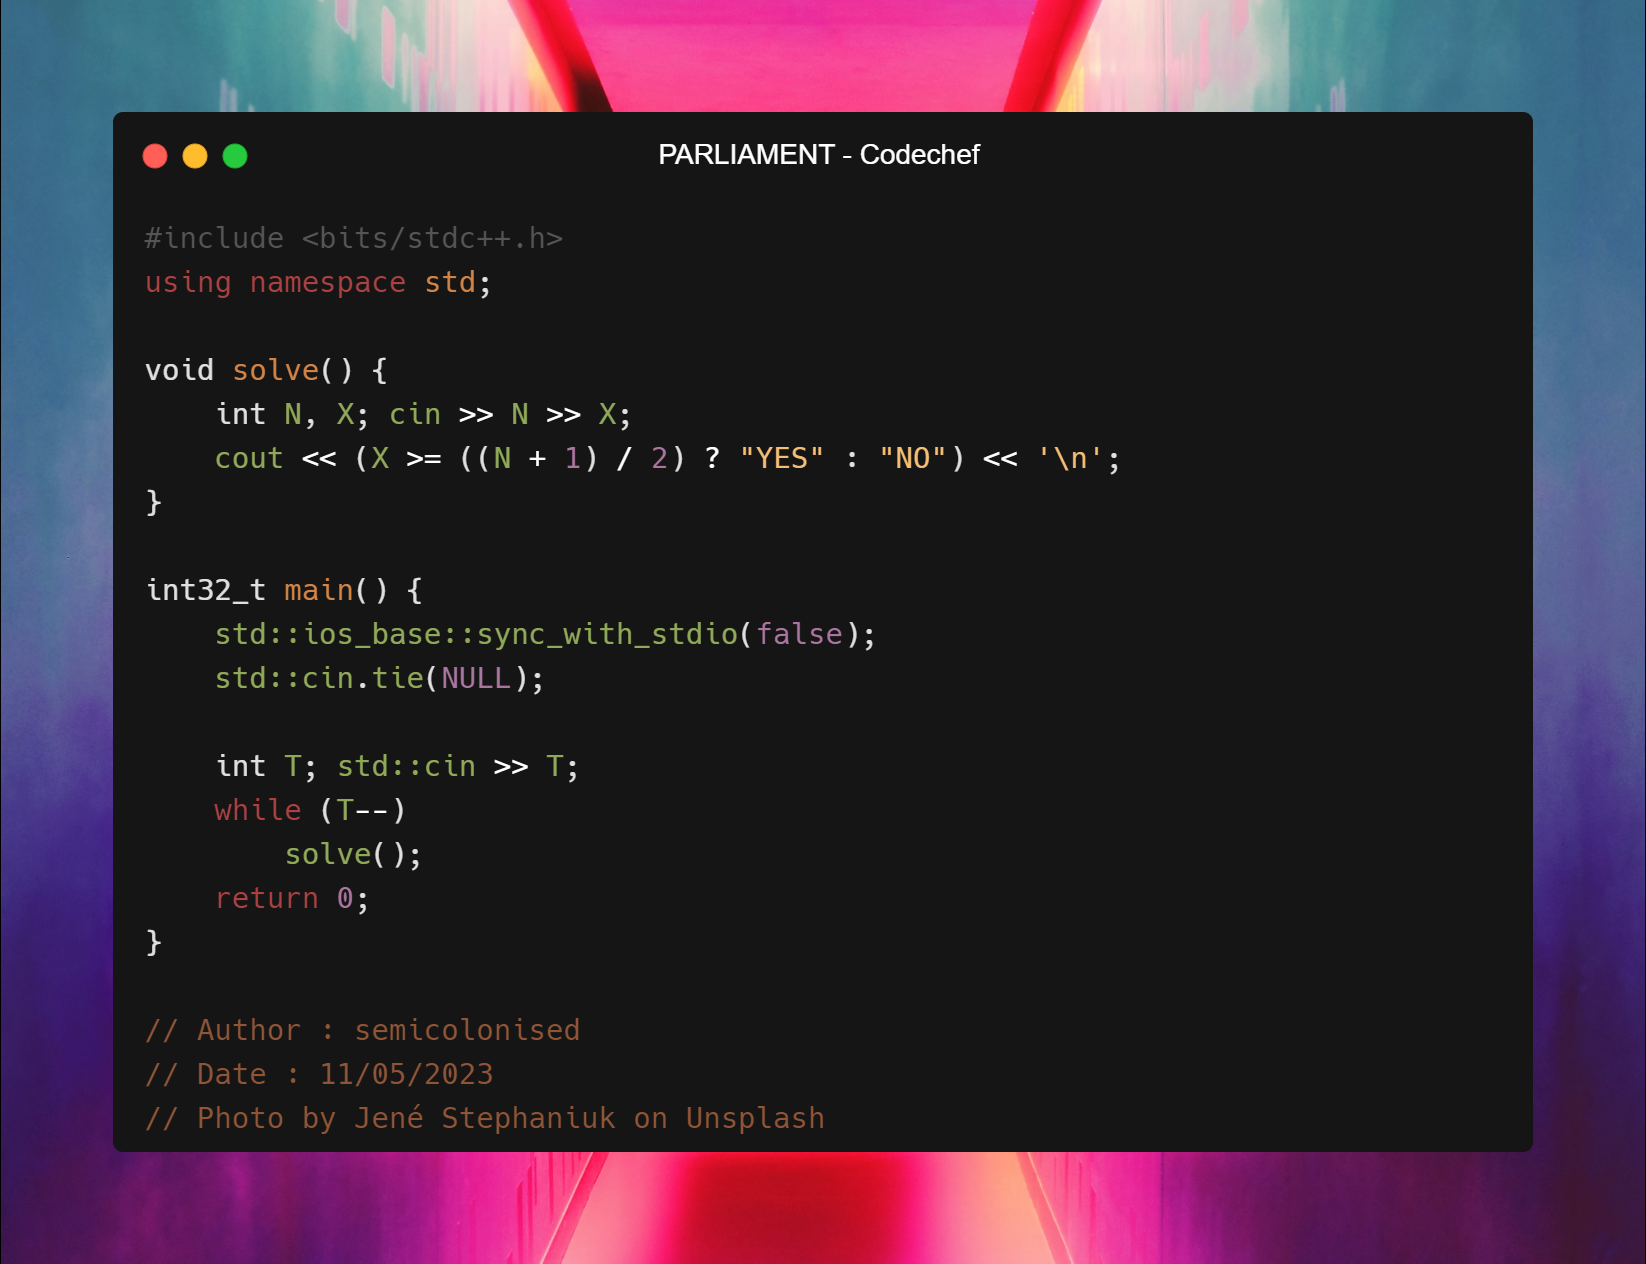 PARLIAMENT - Codechef
#include <bits/stdc++.h>
using namespace std;
void solve() {
    int N, X; cin >> N >> X;
    cout << (X >= ((N + 1) / 2) ? "YES" : "NO") << '\n';
}
int32_t main() {
    std::ios_base::sync_with_stdio(false);
    std::cin.tie(NULL);
    int T; std::cin >> T;
    while (T--)
        solve();
    return 0;
}
// Author : semicolonised
// Date : 11/05/2023
// Photo by Jené Stephaniuk on Unsplash